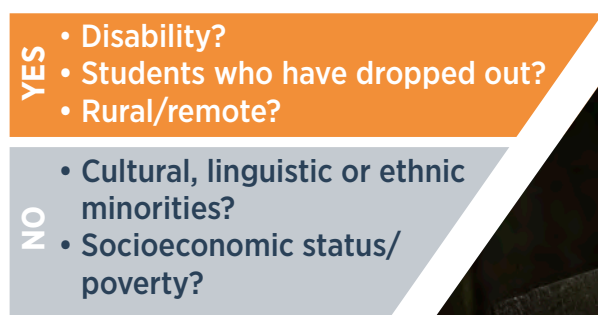 YES
• Disability?
• Students who have dropped out?
• Rural/remote?
NO
• Cultural, linguistic or ethnic
minorities?
• Socioeconomic status/
poverty?